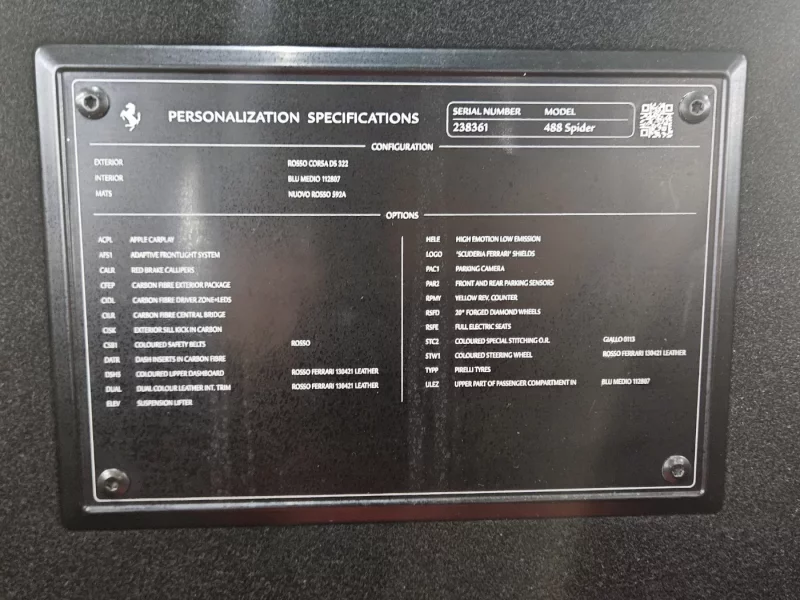 PERSONALIZATION SPECIFICATIONS
SERIAL NUMBER MODEL
238361 488 Spider
CONFIGURATION
EXTERIOR ROSSO CORSA DS 322
INTERIOR BLU MEDIO 112807
MATS NUOVO ROSSO 592A
OPTIONS
ACPL APPLE CARPLAY
AFS1 ADAPTIVE FRONTLIGHT SYSTEM
CALR RED BRAKE CALLIPERS
CFEP CARBON FIBRE EXTERIOR PACKAGE
CIDL CARBON FIBRE DRIVER ZONE+LEDS
CILR CARBON FIBRE CENTRAL BRIDGE
CISK EXTERIOR SILL KICK IN CARBON
CSB1 COLOURED SAFETY BELTS ROSSO
DATR DASH INSERTS IN CARBON FIBRE
DSHS COLOURED UPPER DASHBOARD ROSSO FERRARI 130421 LEATHER
DUAL DUAL COLOUR LEATHER INT. TRIM ROSSO FERRARI 130421 LEATHER
ELEV SUSPENSION LIFTER
HELE HIGH EMOTION LOW EMISSION
LOGO "SCUDERIA FERRARI" SHIELDS
PAC1 PARKING CAMERA
PAR2 FRONT AND REAR PARKING SENSORS
RPMY YELLOW REV. COUNTER
RSFD 20" FORGED DIAMOND WHEELS
RSFE FULL ELECTRIC SEATS
STC2 COLOURED SPECIAL STITCHING O.R. GIALLO 0113
STW1 COLOURED STEERING WHEEL ROSSO FERRARI 130421 LEATHER
TYPP PIRELLI TYRES
ULEZ UPPER PART OF PASSENGER COMPARTMENT IN BLU MEDIO 112807